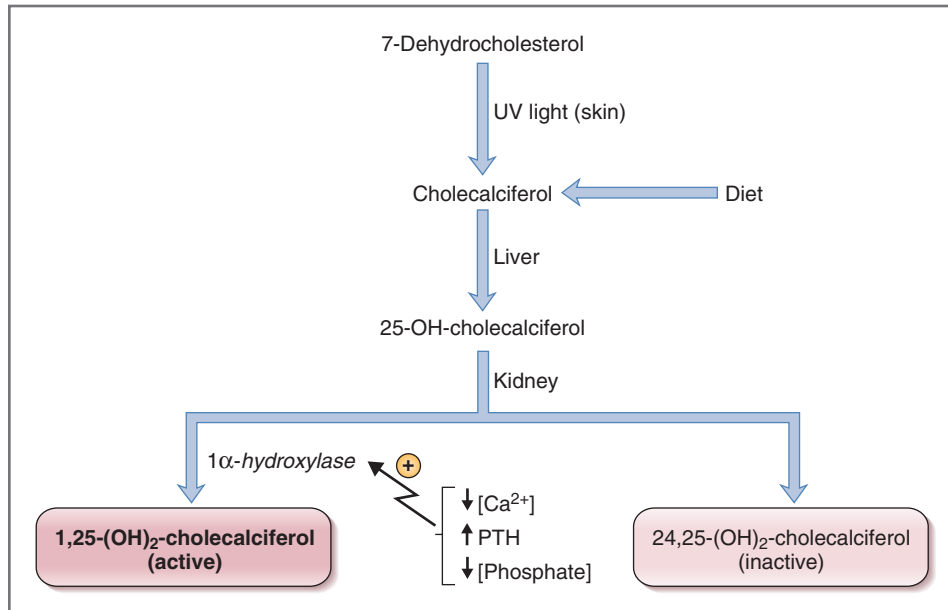 7-Dehydrocholesterol
UV light (skin)
Cholecalciferol
Diet
Liver
25-OH-cholecalciferol
Kidney
1α-hydroxylase
+
↓ [Ca²⁺]
↑ PTH
↓ [Phosphate]
1,25-(OH)₂-cholecalciferol
(active)
24,25-(OH)₂-cholecalciferol
(inactive)